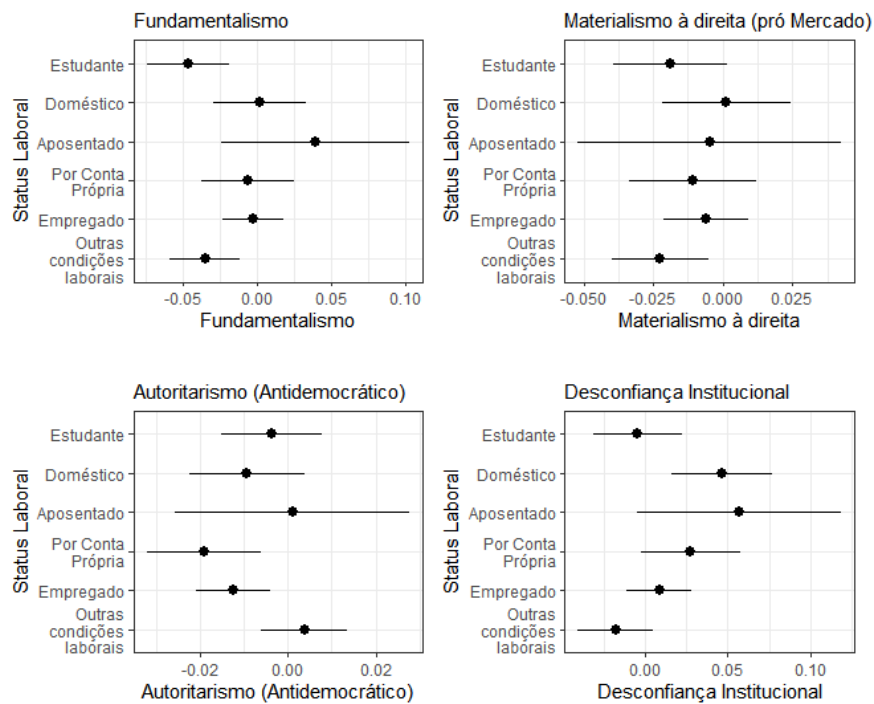 Fundamentalismo
Status Laboral
Estudante
Doméstico
Aposentado
Por Conta
Própria
Empregado
Outras
condições
laborais
-0.05 0.00 0.05 0.10
Fundamentalismo
Materialismo à direita (pró Mercado)
Status Laboral
Estudante
Doméstico
Aposentado
Por Conta
Própria
Empregado
Outras
condições
laborais
-0.050 -0.025 0.000 0.025
Materialismo à direita
Autoritarismo (Antidemocrático)
Status Laboral
Estudante
Doméstico
Aposentado
Por Conta
Própria
Empregado
Outras
condições
laborais
-0.02 0.00 0.02
Autoritarismo (Antidemocrático)
Desconfiança Institucional
Status Laboral
Estudante
Doméstico
Aposentado
Por Conta
Própria
Empregado
Outras
condições
laborais
0.00 0.05 0.10
Desconfiança Institucional